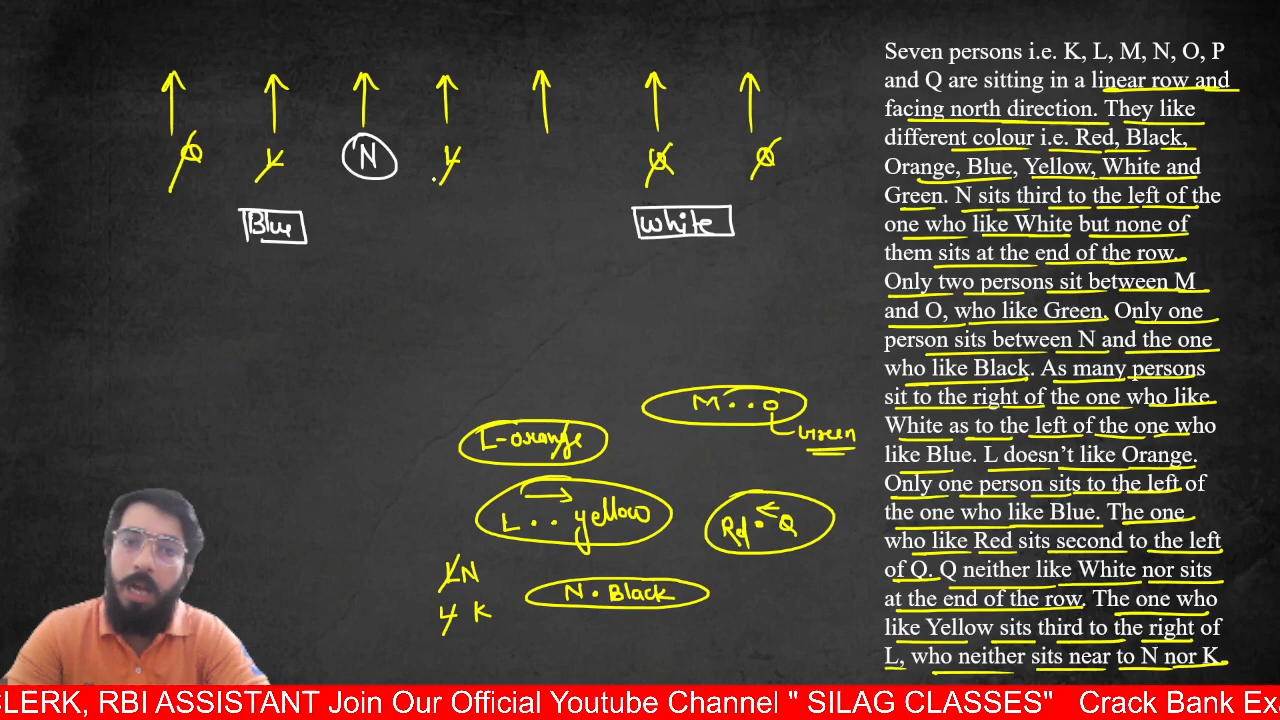 Seven persons i.e. K, L, M, N, O, P
and Q are sitting in a linear row and
facing north direction. They like
different colour i.e. Red, Black,
Orange, Blue, Yellow, White and
Green. N sits third to the left of the
one who like White but none of
them sits at the end of the row.
Only two persons sit between M
and O, who like Green. Only one
person sits between N and the one
who like Black. As many persons
sit to the right of the one who like
White as to the left of the one who
like Blue. L doesn’t like Orange.
Only one person sits to the left of
the one who like Blue. The one
who like Red sits second to the left
of Q. Q neither like White nor sits
at the end of the row. The one who
like Yellow sits third to the right of
L, who neither sits near to N nor K.
N
Blue
White
M . . O
Green
L-orange
L . . yellow
Red . Q
N
K
N . Black
CLERK, RBI ASSISTANT Join Our Official Youtube Channel " SILAG CLASSES" Crack Bank Ex